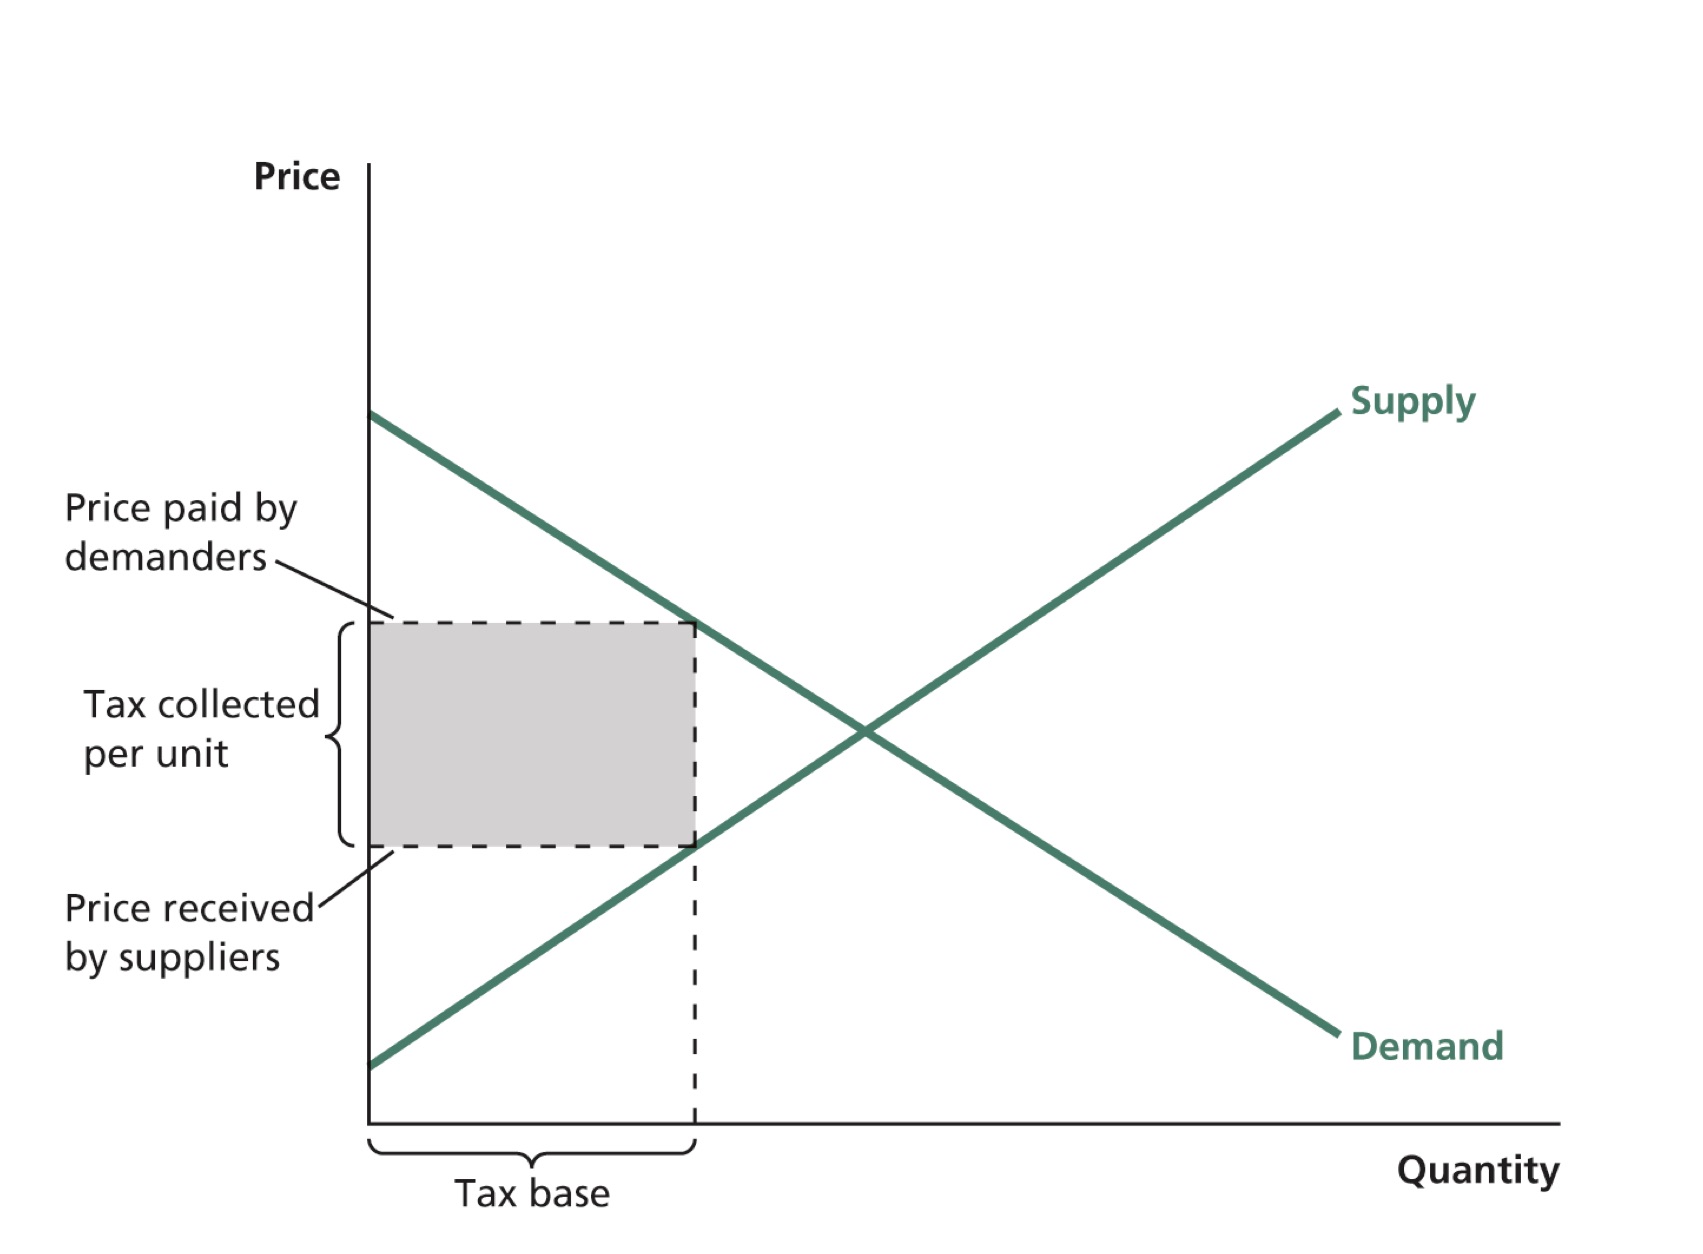 Price
Supply
Price paid by
demanders
Tax collected
per unit
Price received
by suppliers
Demand
Quantity
Tax base